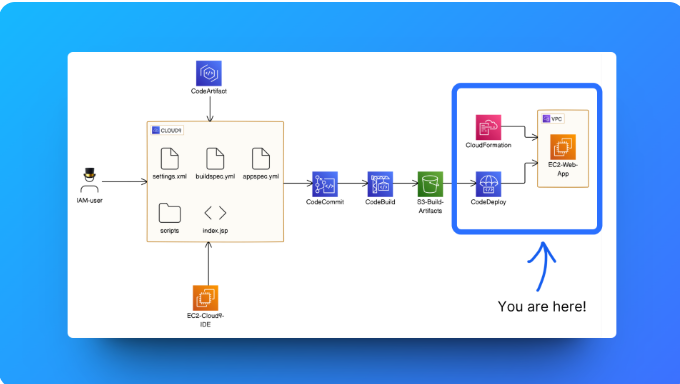 CodeArtifact
CLOUD9
settings.xml
buildspec.yml
appspec.yml
scripts
index.jsp
IAM-user
EC2-Cloud9-
IDE
CodeCommit
CodeBuild
S3-Build-
Artifacts
CloudFormation
CodeDeploy
VPC
EC2-Web-
App
You are here!